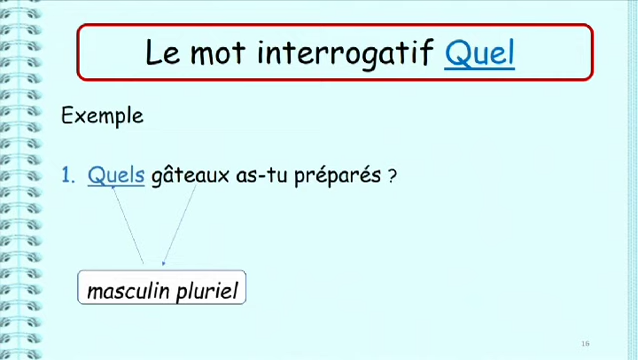 Le mot interrogatif Quel
Exemple
1. Quels gâteaux as-tu préparés ?
masculin pluriel
16